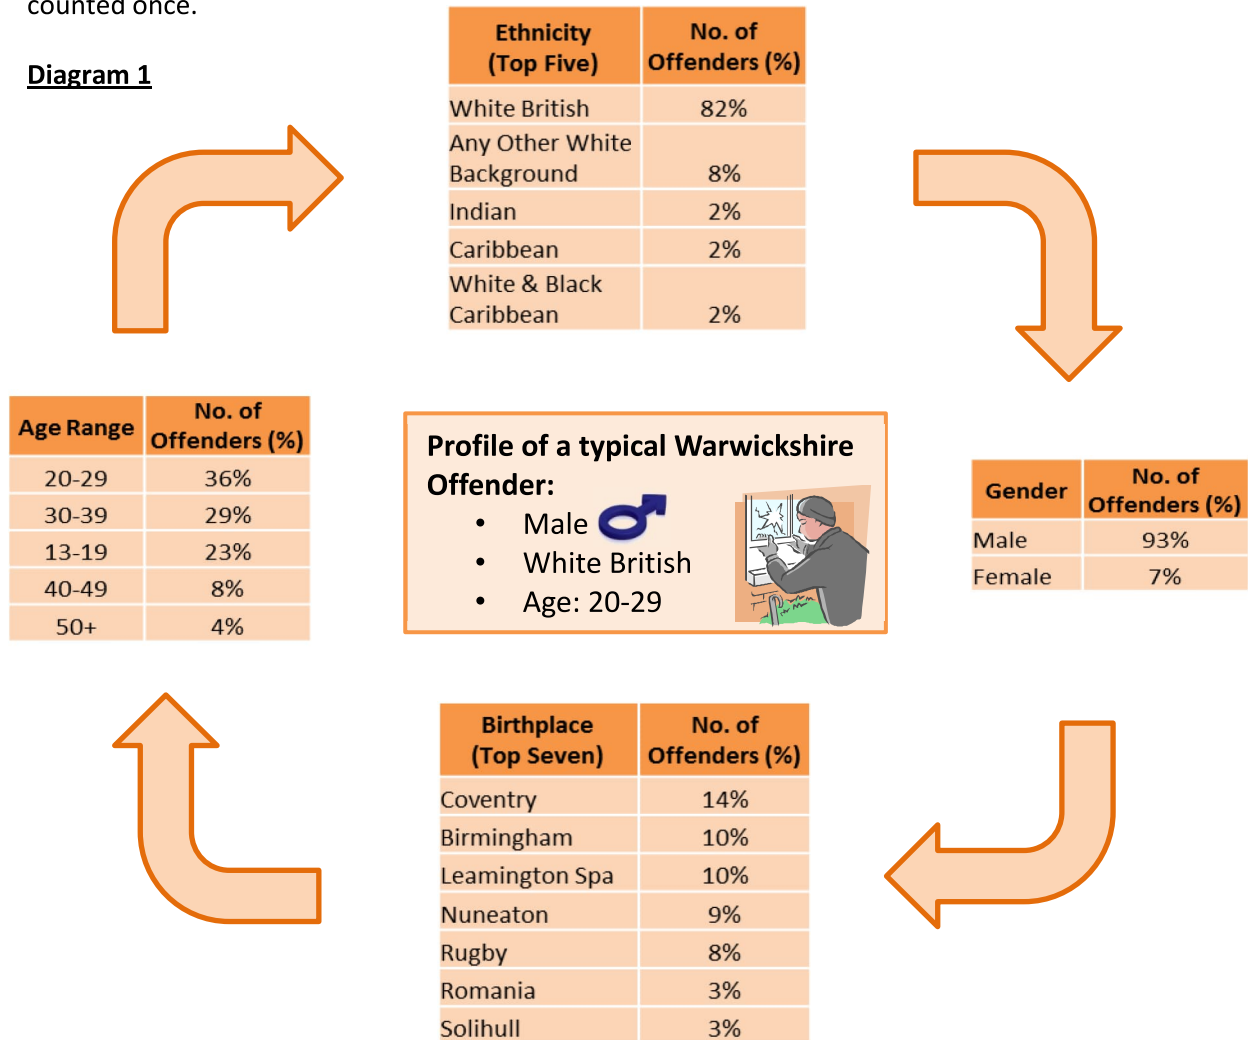 counted once.
Diagram 1
Ethnicity (Top Five) No. of Offenders (%)
White British 82%
Any Other White Background 8%
Indian 2%
Caribbean 2%
White & Black Caribbean 2%
Age Range No. of Offenders (%)
20-29 36%
30-39 29%
13-19 23%
40-49 8%
50+ 4%
Profile of a typical Warwickshire
Offender:
• Male
• White British
• Age: 20-29
Gender No. of Offenders (%)
Male 93%
Female 7%
Birthplace (Top Seven) No. of Offenders (%)
Coventry 14%
Birmingham 10%
Leamington Spa 10%
Nuneaton 9%
Rugby 8%
Romania 3%
Solihull 3%